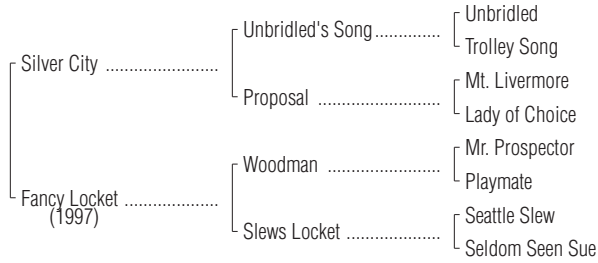 Unbridled
Unbridled's Song..............
Trolley Song
Silver City ........................
Mt. Livermore
Proposal ..........................
Lady of Choice
Mr. Prospector
Woodman ........................
Playmate
Fancy Locket ....................
(1997)
Seattle Slew
Slews Locket ....................
Seldom Seen Sue